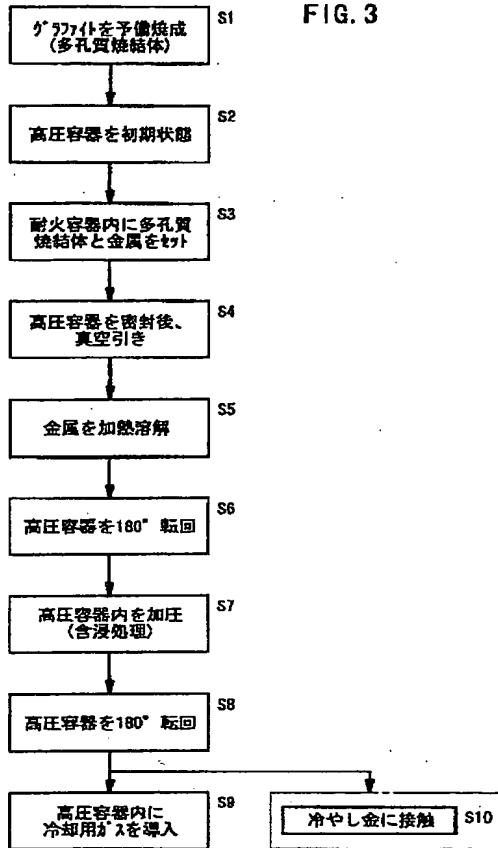 FIG. 3
グラファイトを予備焼成
(多孔質焼結体)
S1
高圧容器を初期状態
S2
耐火容器内に多孔質
焼結体と金属をセット
S3
高圧容器を密封後、
真空引き
S4
金属を加熱溶解
S5
高圧容器を180° 転回
S6
高圧容器内を加圧
(含浸処理)
S7
高圧容器を180° 転回
S8
高圧容器内に
冷却用ガスを導入
S9
冷やし金に接触
S10